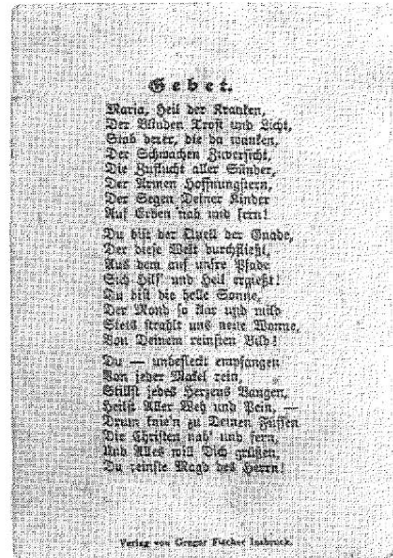 Gebet.
Maria, Heil der Kranken,
Der Blinden Trost und Licht,
Stab derer, die da wanken,
Der Schwachen Zuversicht,
Die Zuflucht aller Sünder,
Der Armen Hoffnungstern,
Der Segen Deiner Kinder
Auf Erden nah und fern!
Du bist der Quell der Gnade,
Der diese Welt durchfließt,
Aus dem auf unsre Pfade
Sich Hilf' und Heil ergießt!
Du bist die helle Sonne,
Der Mond so klar und mild
Stets strahlt uns neue Wonne,
Von Deinem reinsten Bild!
Du — unbefleckt empfangen
Von jeder Makel rein,
Stillst jedes Herzens Bangen,
Heilst Aller Weh und Pein, —
Drum knie'n zu Deinen Füssen
Die Christen nah' und fern,
Und Alles will Dich grüßen,
Du reinste Magd des Herrn!
Verlag von Gregor Fischer Innsbruck.